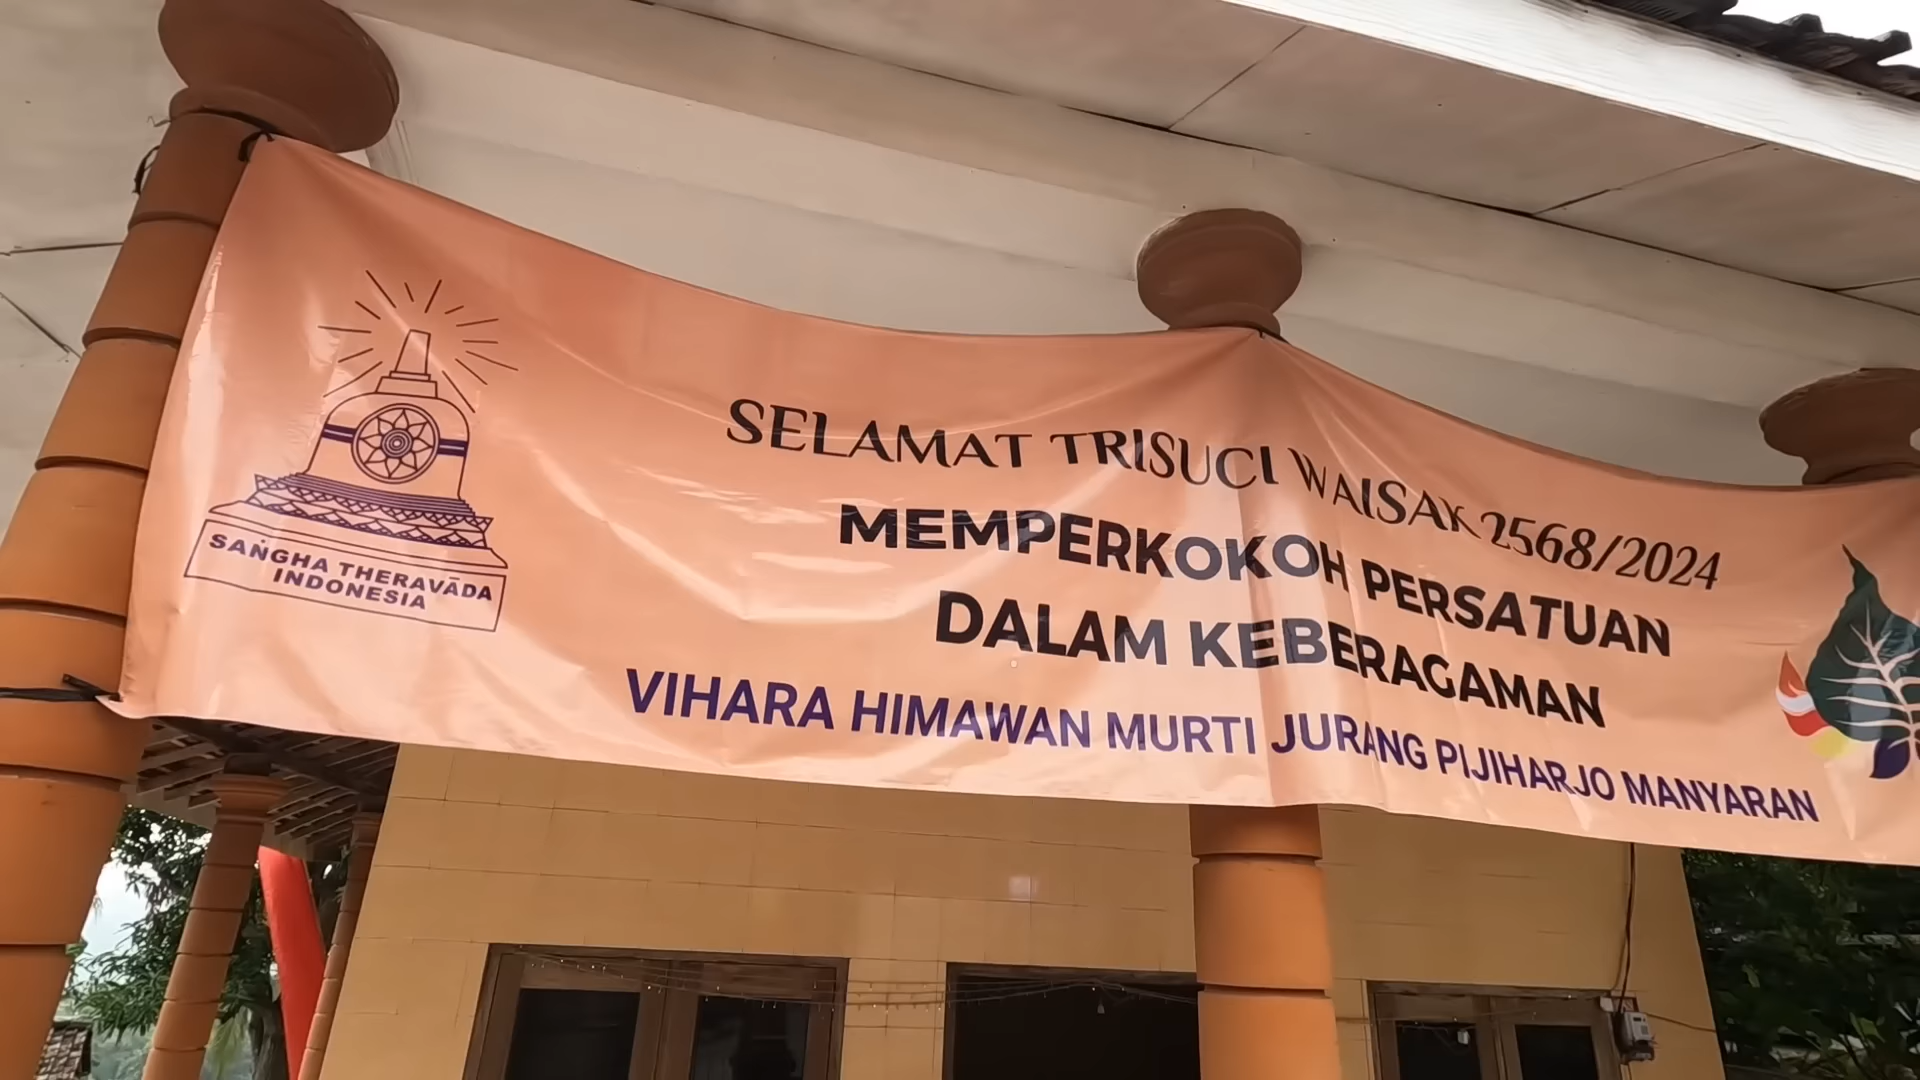 SAṄGHA THERAVĀDA
INDONESIA
SELAMAT TRISUCI WAISAK 2568/2024
MEMPERKOKOH PERSATUAN
DALAM KEBERAGAMAN
VIHARA HIMAWAN MURTI JURANG PIJIHARJO MANYARAN